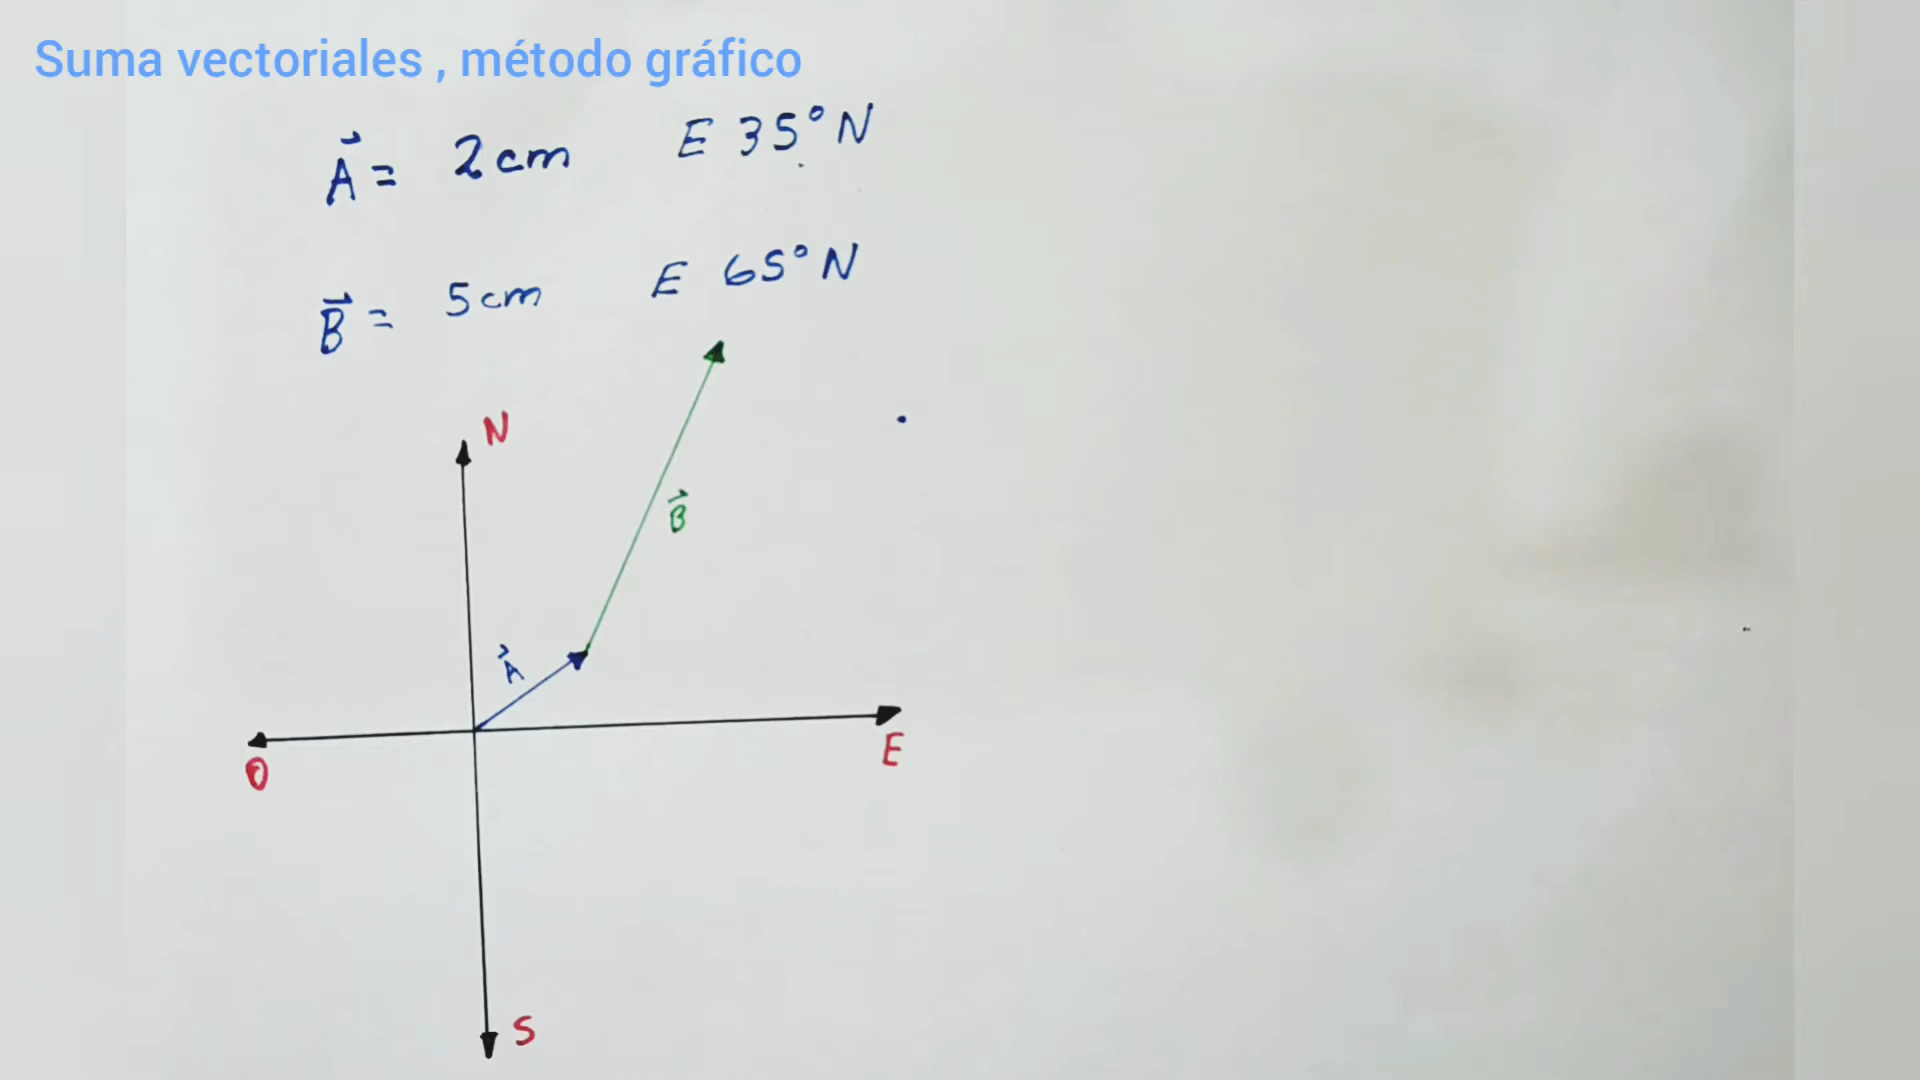 Suma vectoriales , método gráfico
A⃗ = 2cm E 35° N
B⃗ = 5cm E 65° N
N
B⃗
A⃗
O
E
S